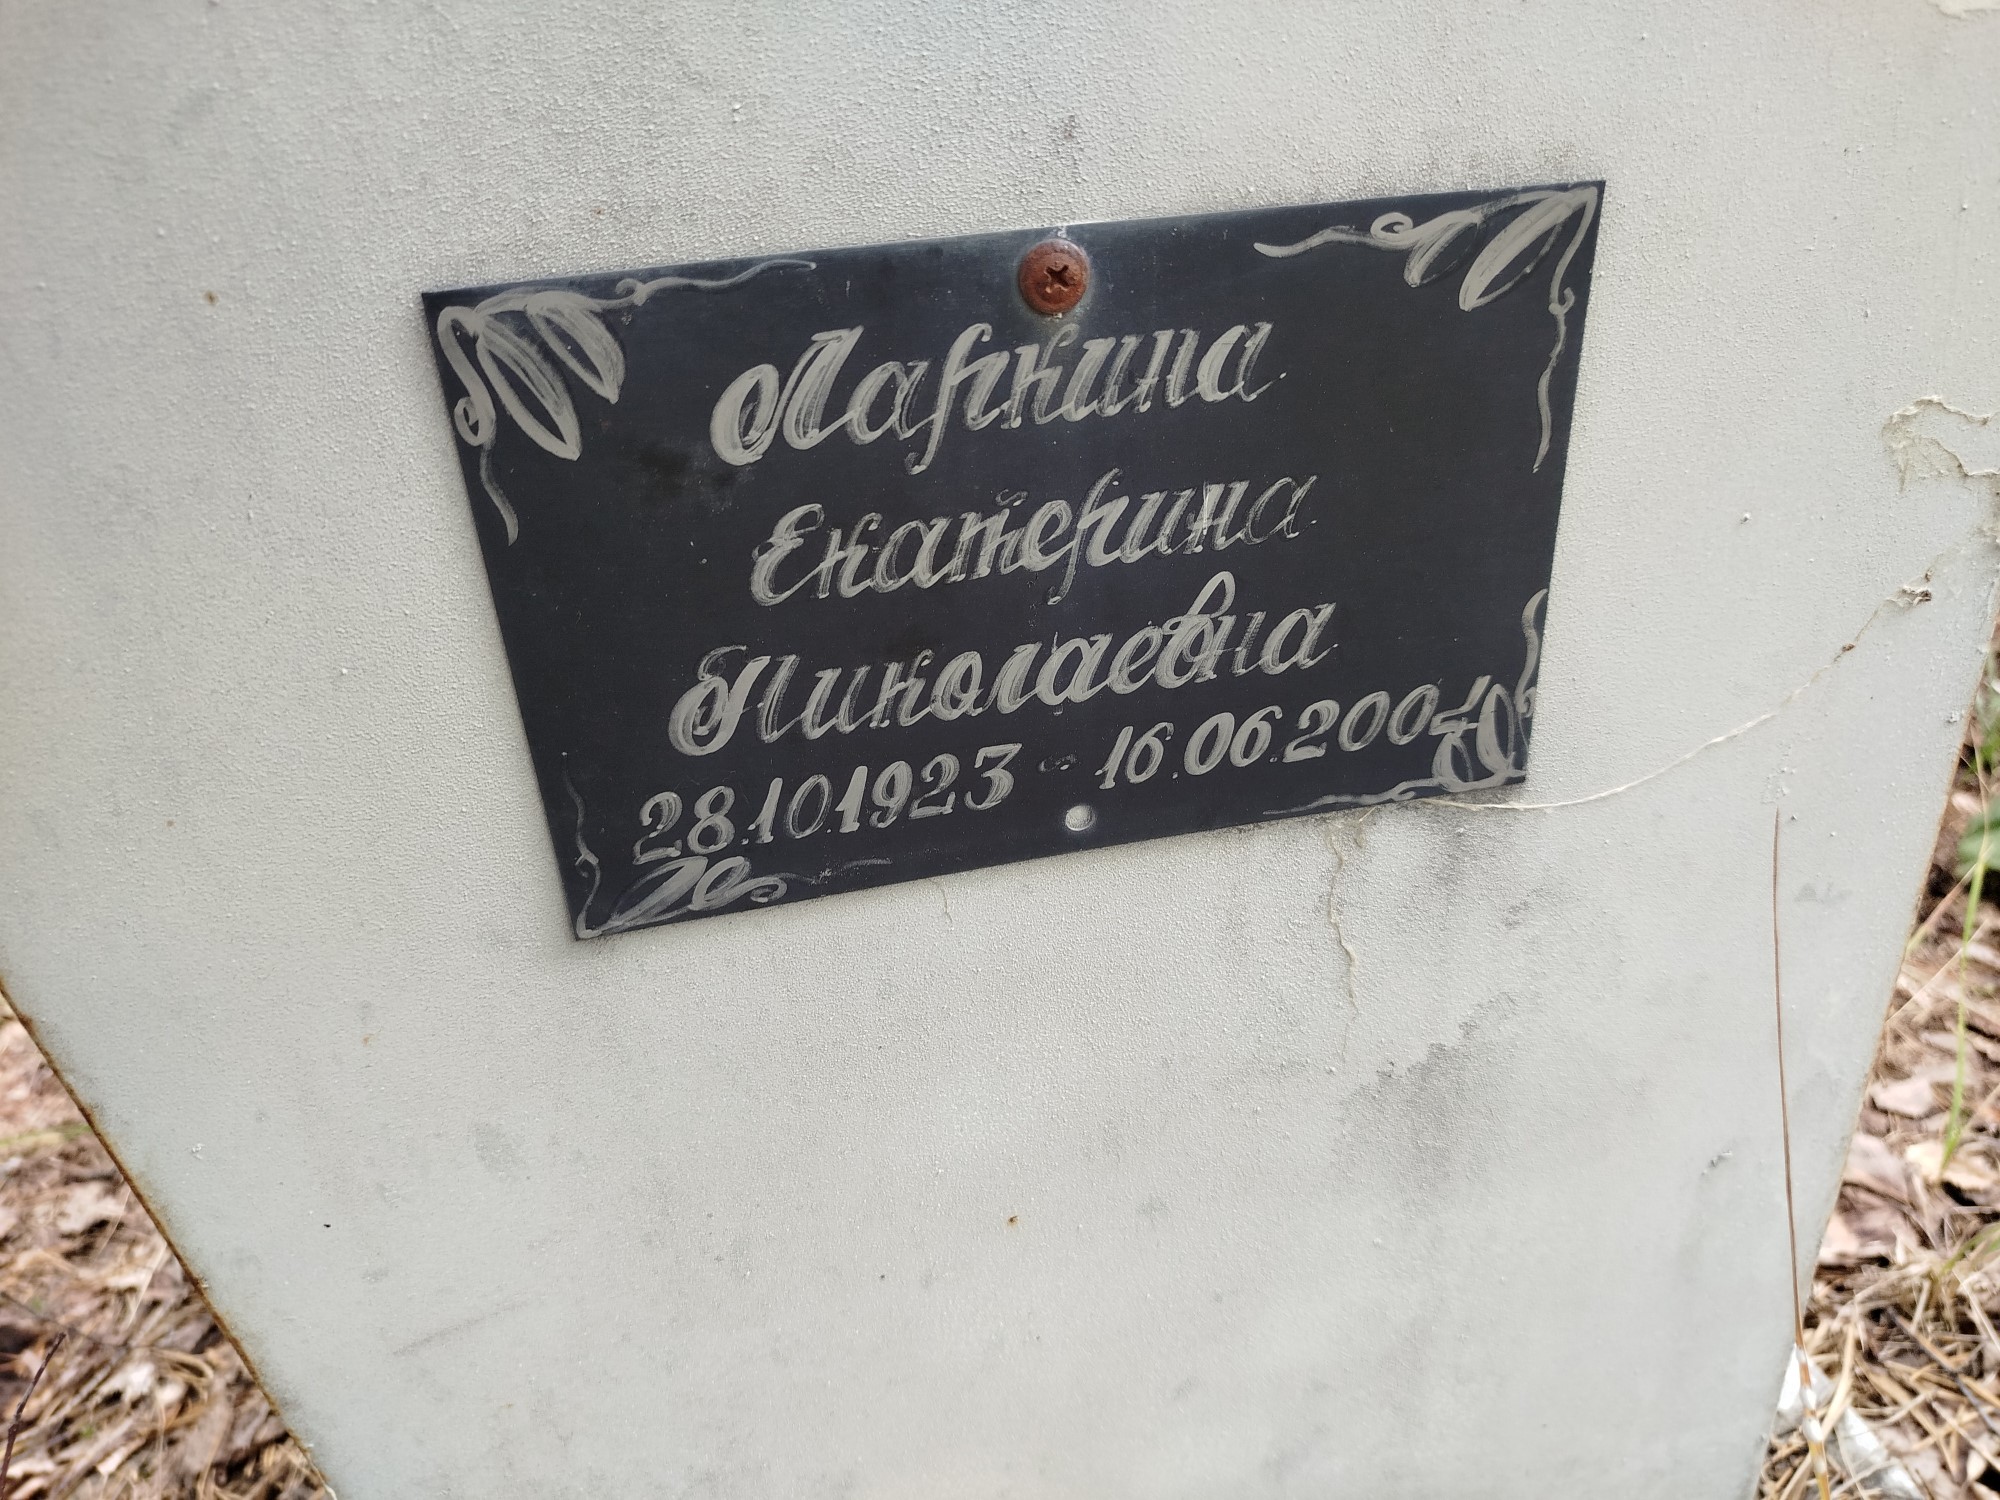 Ларкина
Екатерина
Николаевна
28.10.1923 - 16.06.2004